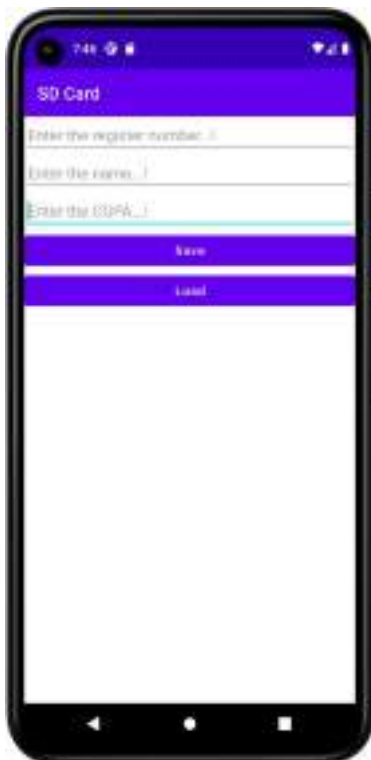 7:46
SD Card
Enter the register number...!
Enter the name...!
Enter the CGPA...!
Save
Load